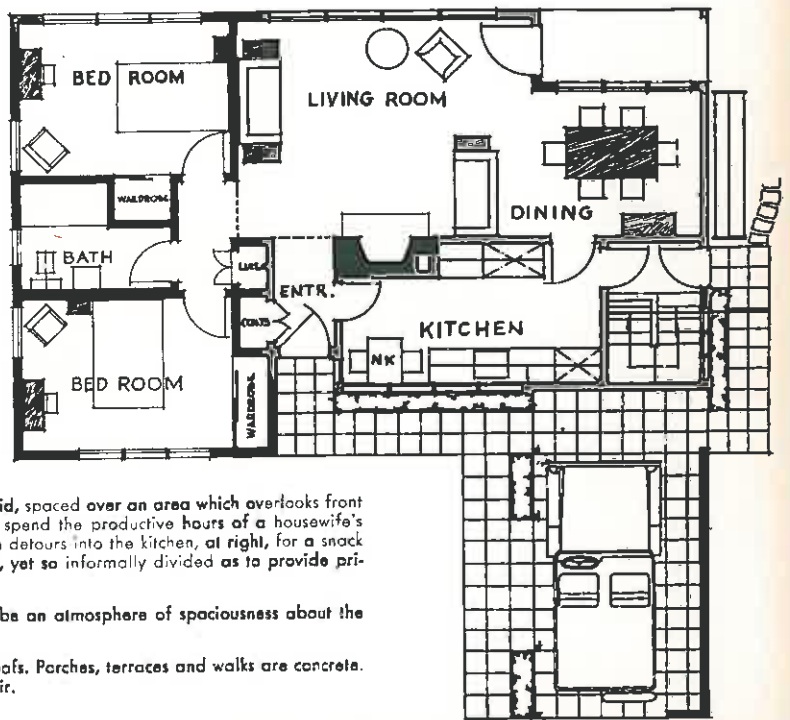 BED ROOM
LIVING ROOM
WARDROBE
DINING
BATH
ENTR.
COATS
KITCHEN
NK
BED ROOM
WARDROBE
id, spaced over an area which overlooks front
spend the productive hours of a housewife's
detours into the kitchen, at right, for a snack
, yet so informally divided as to provide pri-
be an atmosphere of spaciousness about the
afs. Porches, terraces and walks are concrete.
ir.